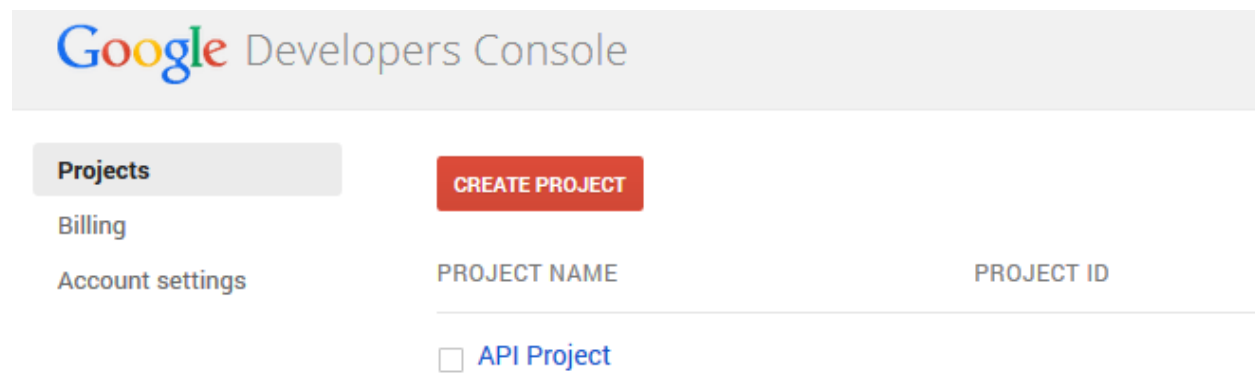 Google Developers Console
Projects
Billing
Account settings
CREATE PROJECT
PROJECT NAME PROJECT ID
API Project